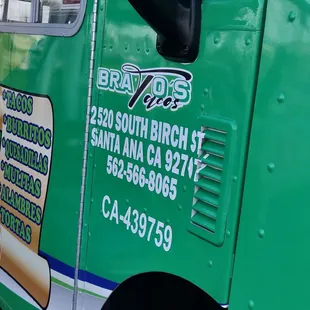 BRAVO'S
Tacos
2520 SOUTH BIRCH ST
SANTA ANA CA 927
562-566-8065
CA-439759
TACOS
BURRITOS
QUESADILLAS
MULITAS
ALAMBRES
TORTAS